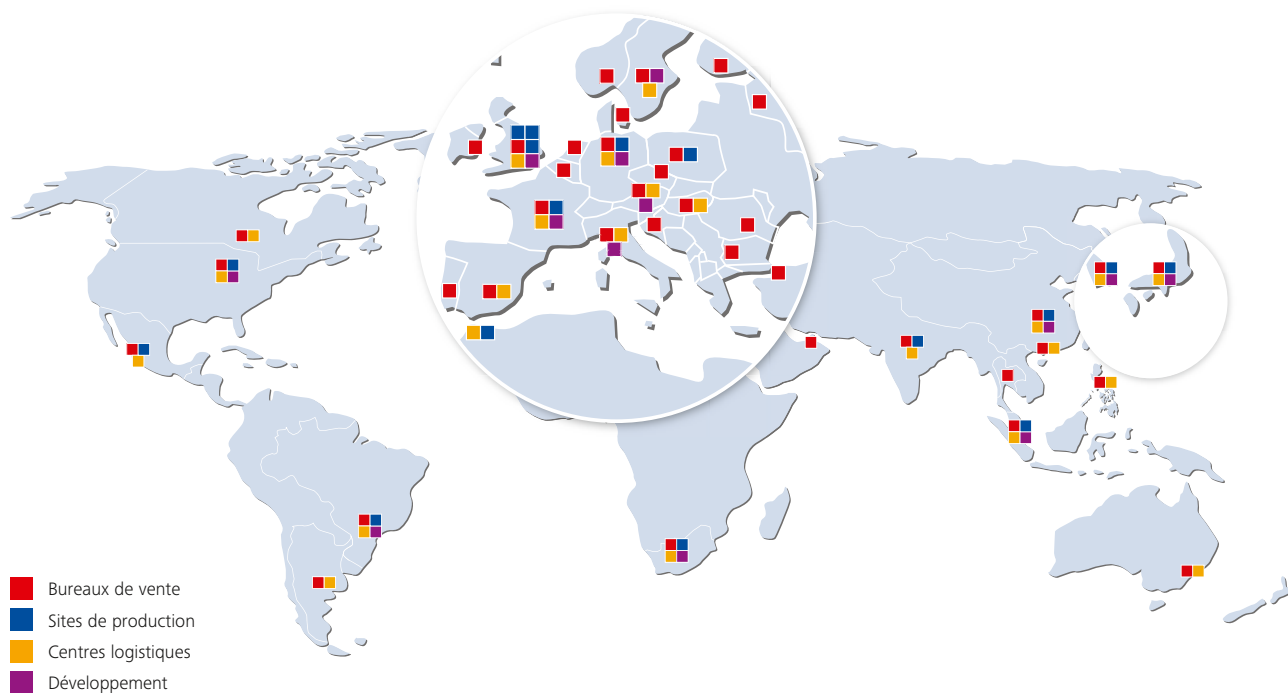 Bureaux de vente
Sites de production
Centres logistiques
Développement